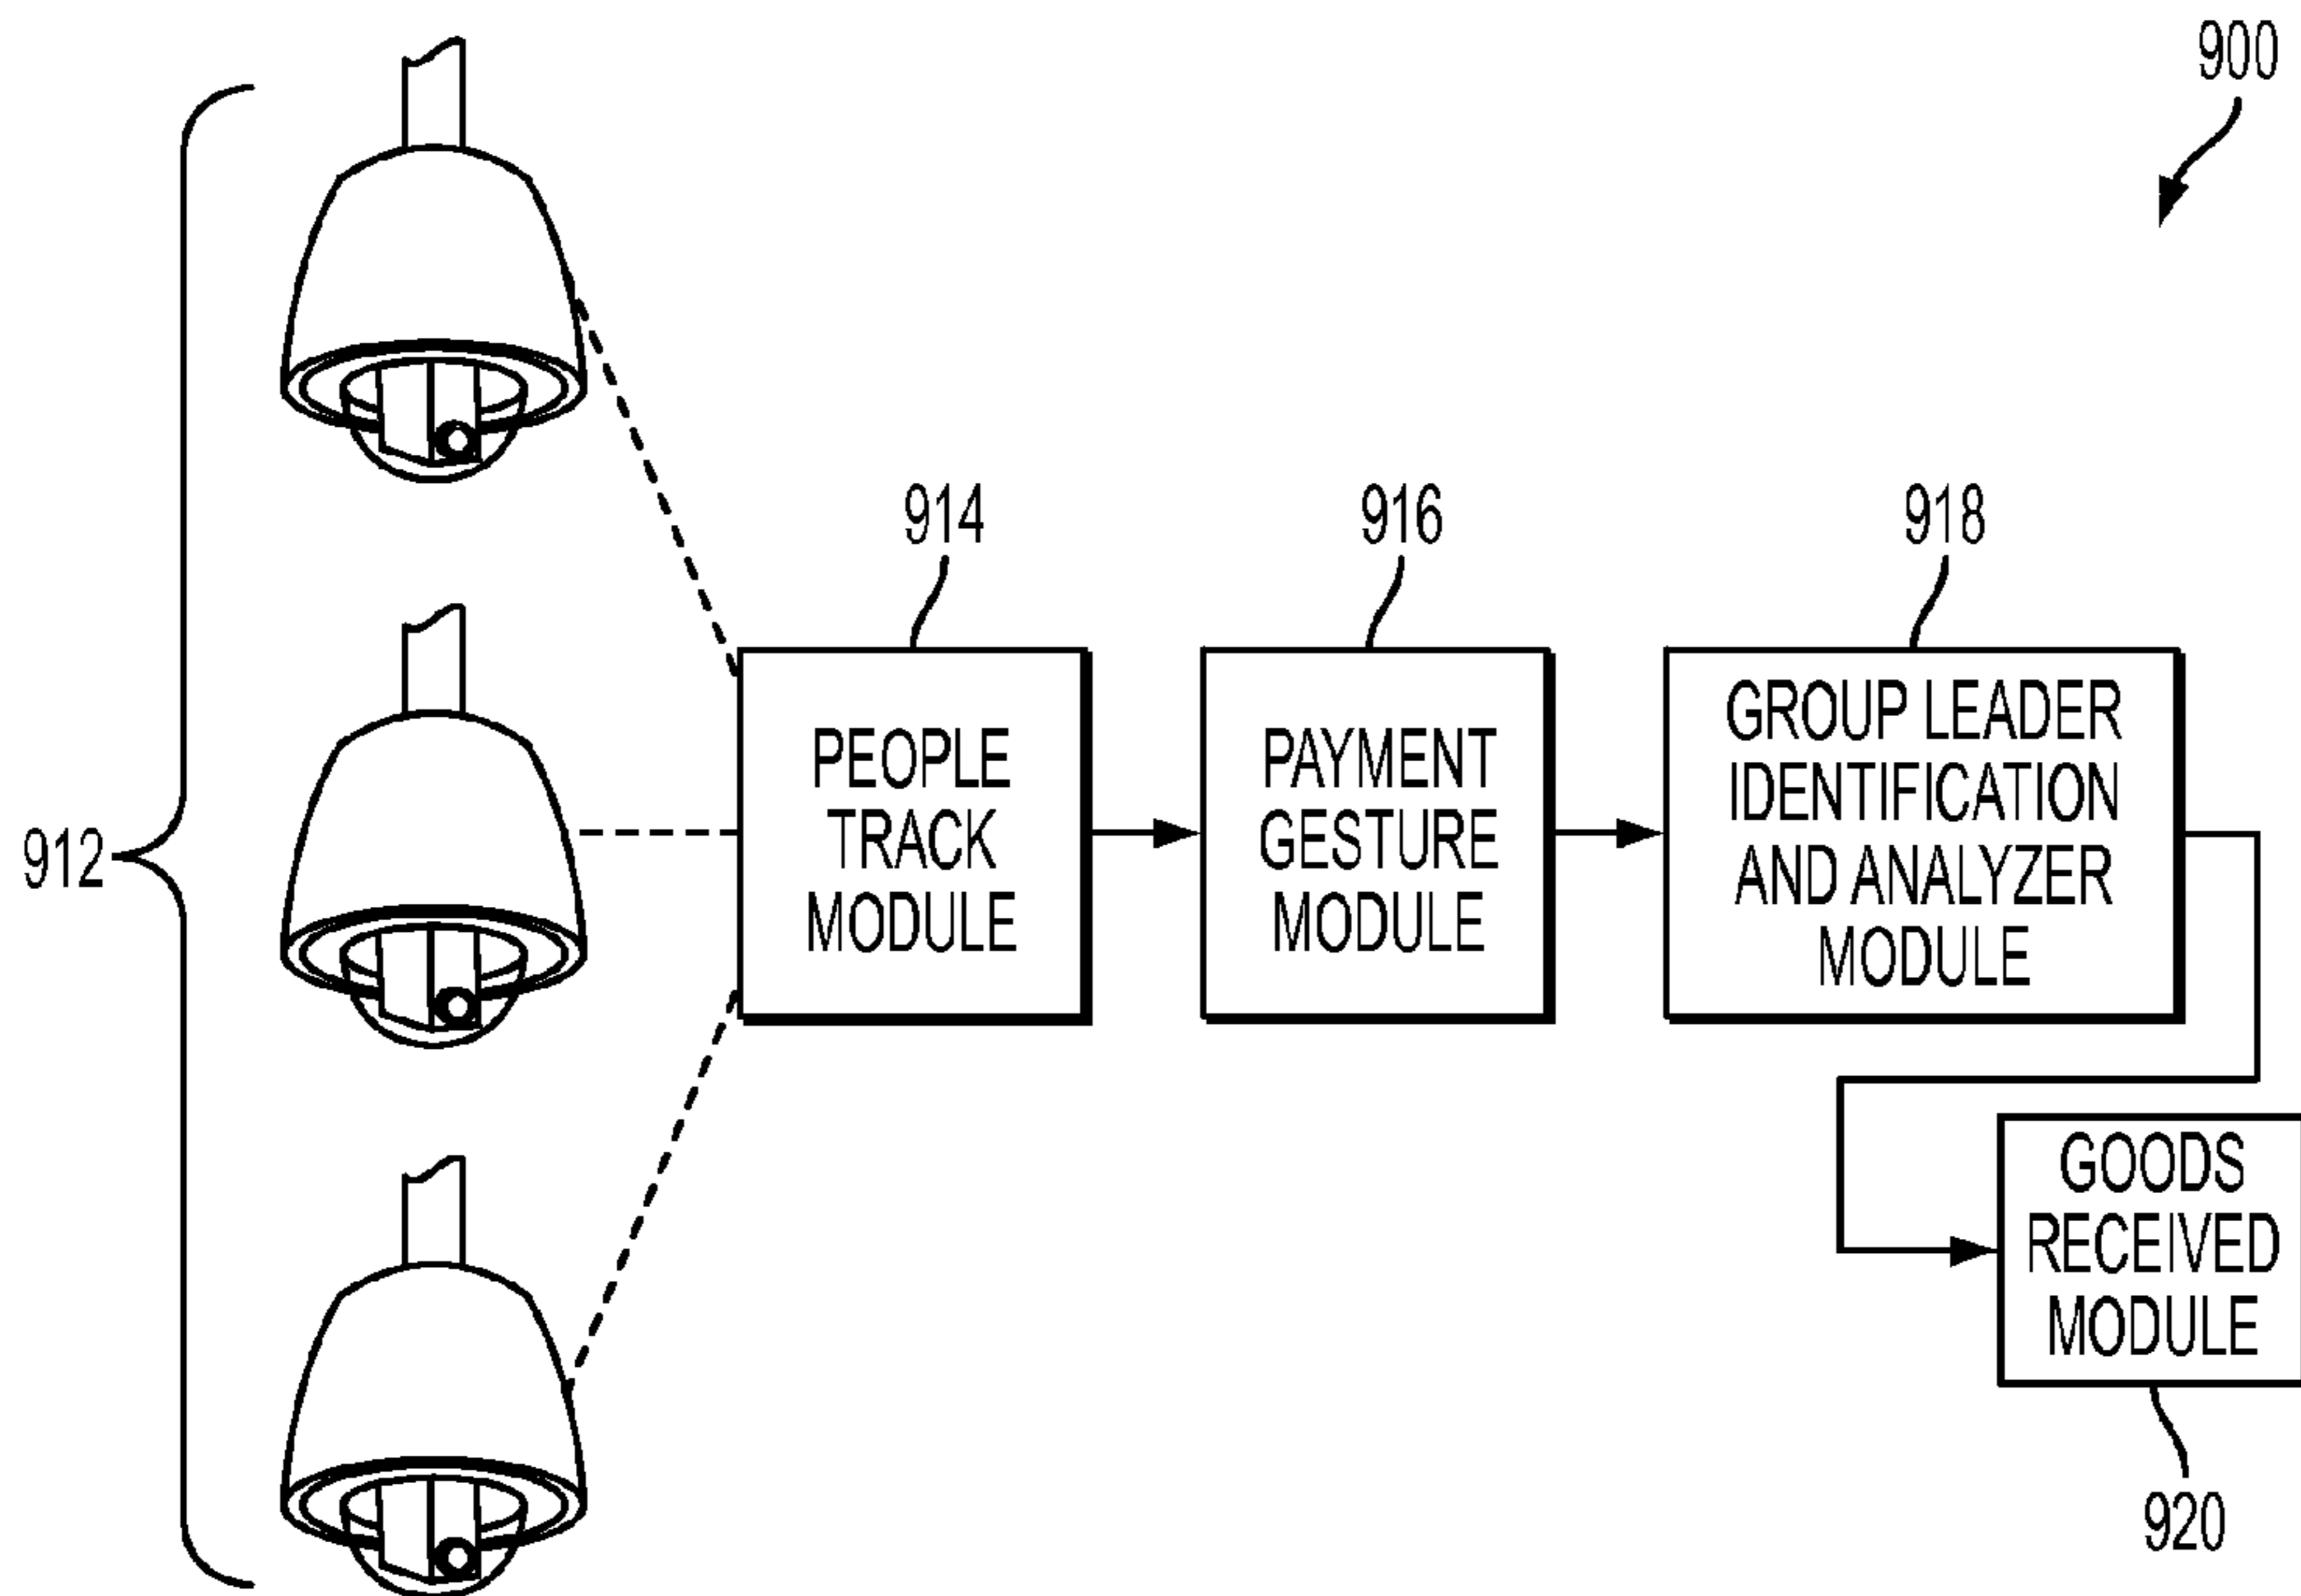 900
912
914
916
918
PEOPLE
TRACK
MODULE
PAYMENT
GESTURE
MODULE
GROUP LEADER
IDENTIFICATION
AND ANALYZER
MODULE
GOODS
RECEIVED
MODULE
920